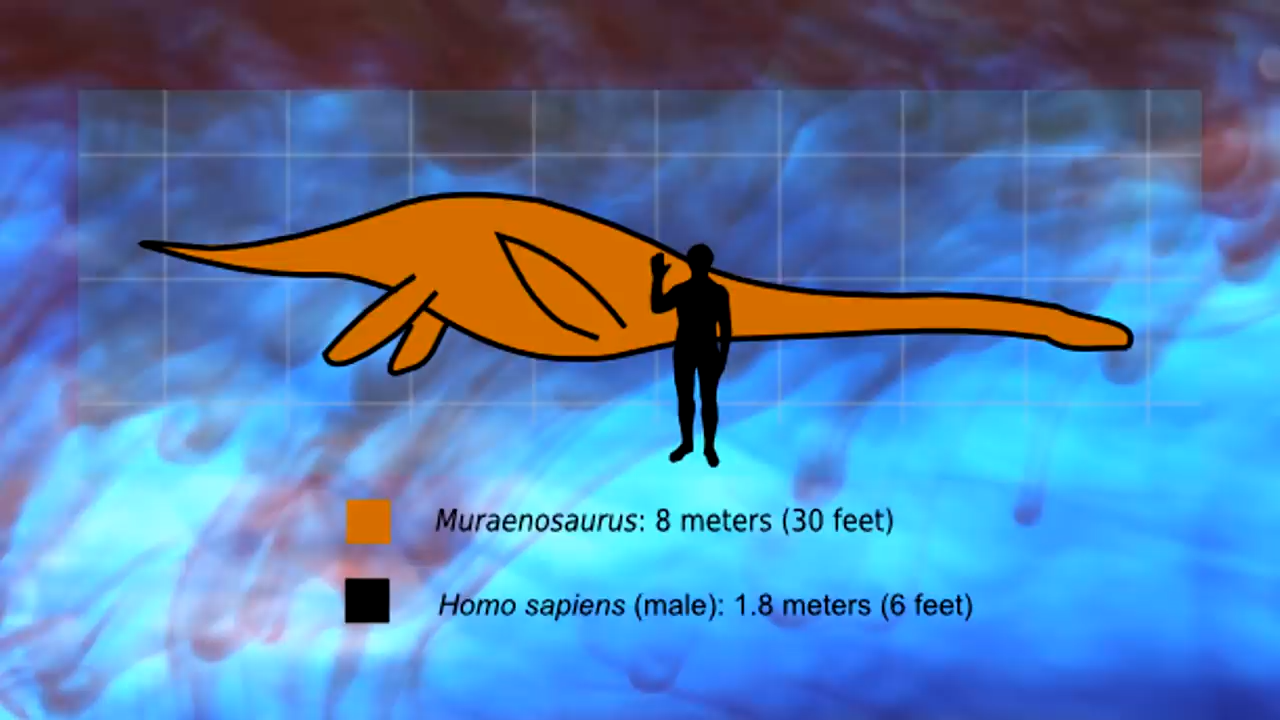 Muraenosaurus: 8 meters (30 feet)
Homo sapiens (male): 1.8 meters (6 feet)